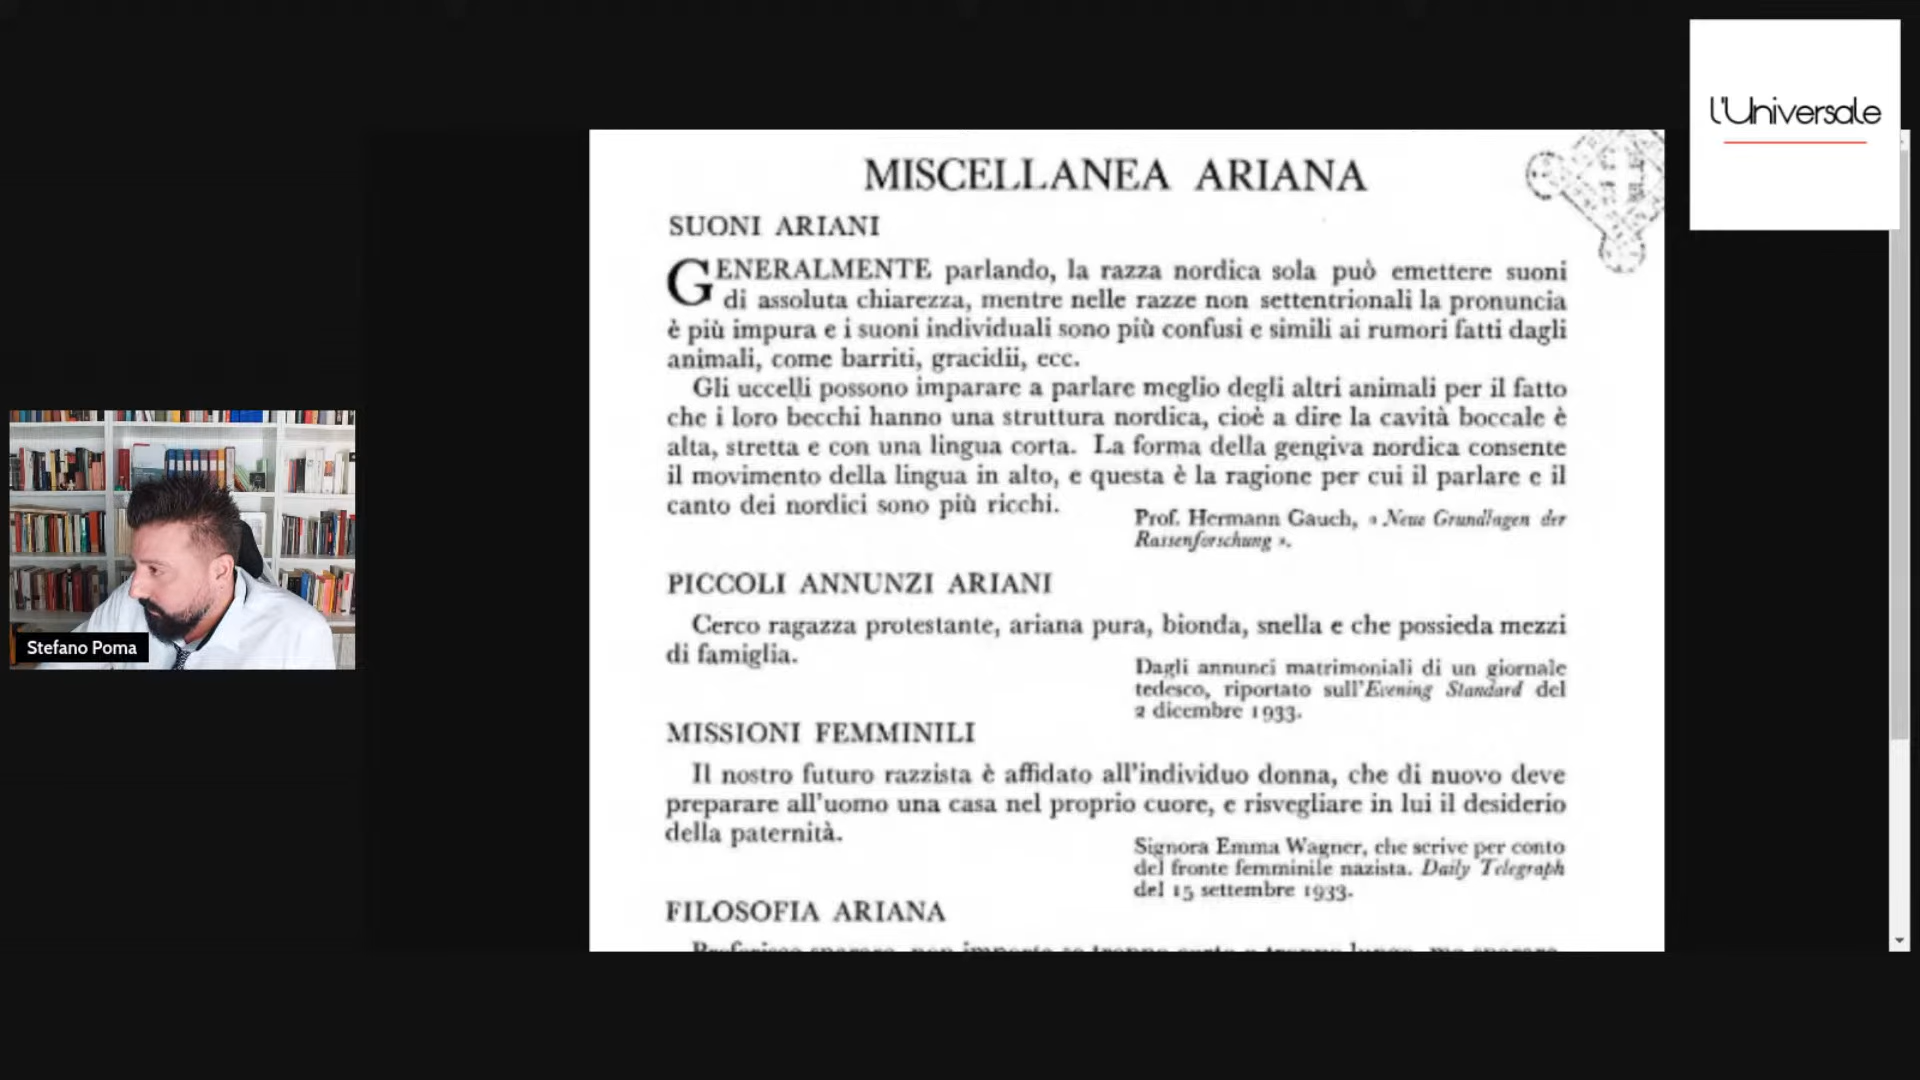 l'Universale
MISCELLANEA ARIANA
SUONI ARIANI
GENERALMENTE parlando, la razza nordica sola può emettere suoni
di assoluta chiarezza, mentre nelle razze non settentrionali la pronuncia
è più impura e i suoni individuali sono più confusi e simili ai rumori fatti dagli
animali, come barriti, gracidii, ecc.
Gli uccelli possono imparare a parlare meglio degli altri animali per il fatto
che i loro becchi hanno una struttura nordica, cioè a dire la cavità boccale è
alta, stretta e con una lingua corta. La forma della gengiva nordica consente
il movimento della lingua in alto, e questa è la ragione per cui il parlare e il
canto dei nordici sono più ricchi.
Prof. Hermann Gauch, « Neue Grundlagen der
Rassenforschung ».
PICCOLI ANNUNZI ARIANI
Cerco ragazza protestante, ariana pura, bionda, snella e che possieda mezzi
di famiglia.
Dagli annunci matrimoniali di un giornale
tedesco, riportato sull'Evening Standard del
2 dicembre 1933.
MISSIONI FEMMINILI
Il nostro futuro razzista è affidato all'individuo donna, che di nuovo deve
preparare all'uomo una casa nel proprio cuore, e risvegliare in lui il desiderio
della paternità.
Signora Emma Wagner, che scrive per conto
del fronte femminile nazista. Daily Telegraph
del 15 settembre 1933.
FILOSOFIA ARIANA
Stefano Poma